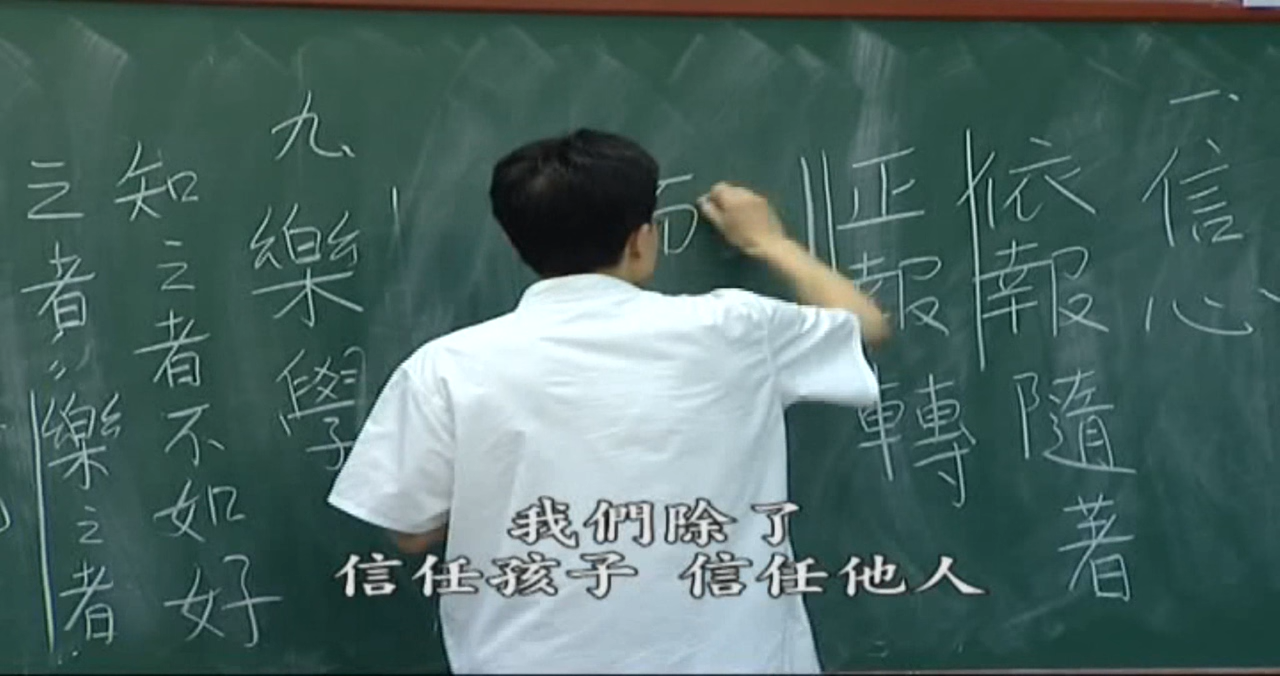 一、信心
依報隨著
正報轉
九、樂學
知之者不如好
之者，樂之者
我們除了
信任孩子 信任他人